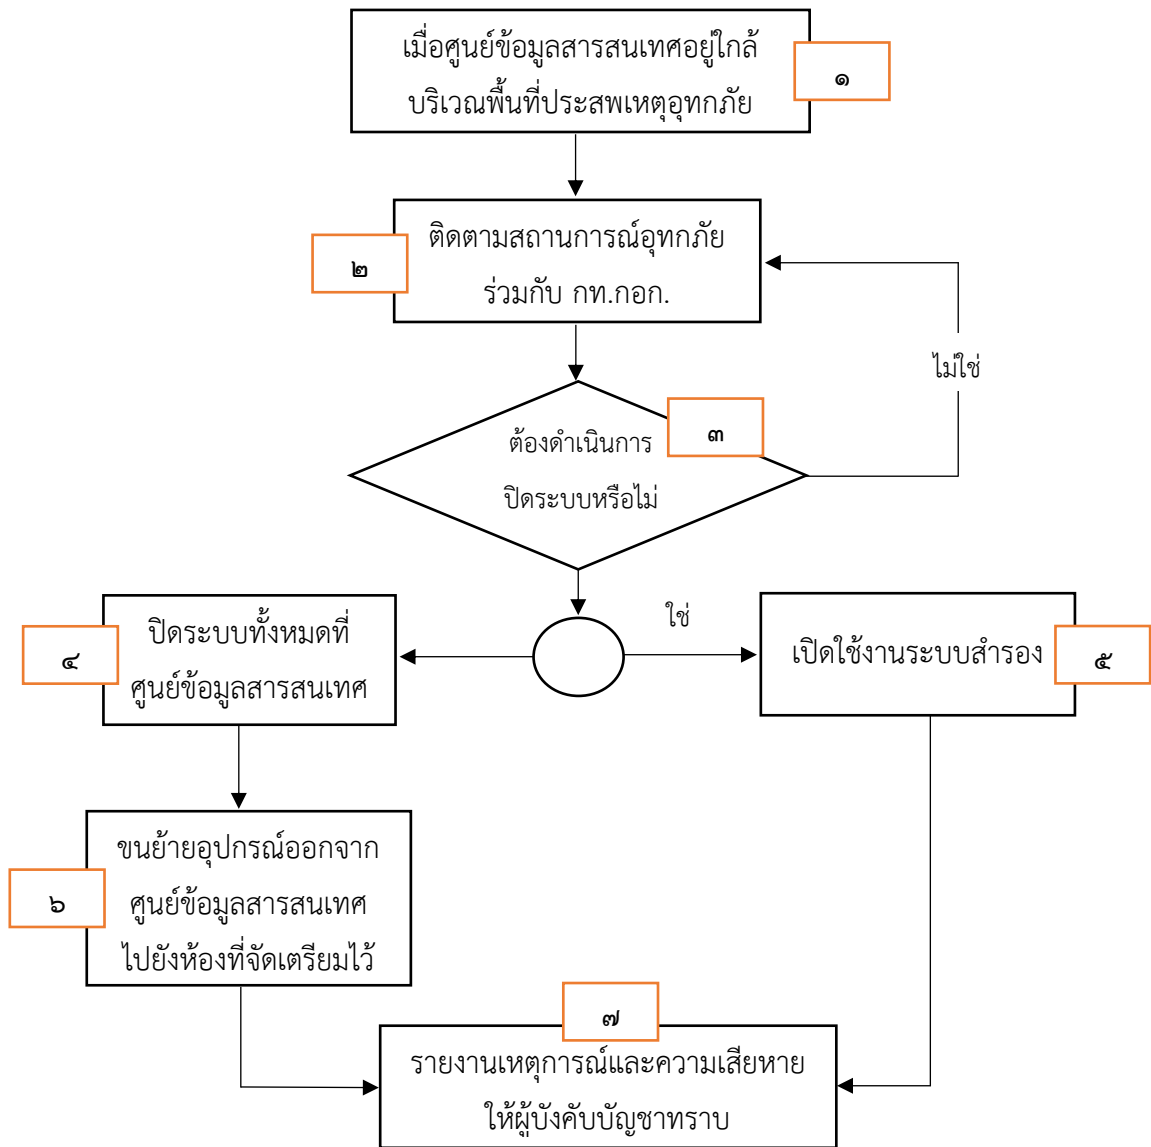 เมื่อศูนย์ข้อมูลสารสนเทศอยู่ใกล้
บริเวณพื้นที่ประสพเหตุอุทกภัย
๑
ติดตามสถานการณ์อุทกภัย
ร่วมกับ กท.กอก.
๒
ไม่ใช่
ต้องดำเนินการ
ปิดระบบหรือไม่
๓
ใช่
ปิดระบบทั้งหมดที่
ศูนย์ข้อมูลสารสนเทศ
๔
เปิดใช้งานระบบสำรอง
๕
ขนย้ายอุปกรณ์ออกจาก
ศูนย์ข้อมูลสารสนเทศ
ไปยังห้องที่จัดเตรียมไว้
๖
๗
รายงานเหตุการณ์และความเสียหาย
ให้ผู้บังคับบัญชาทราบ